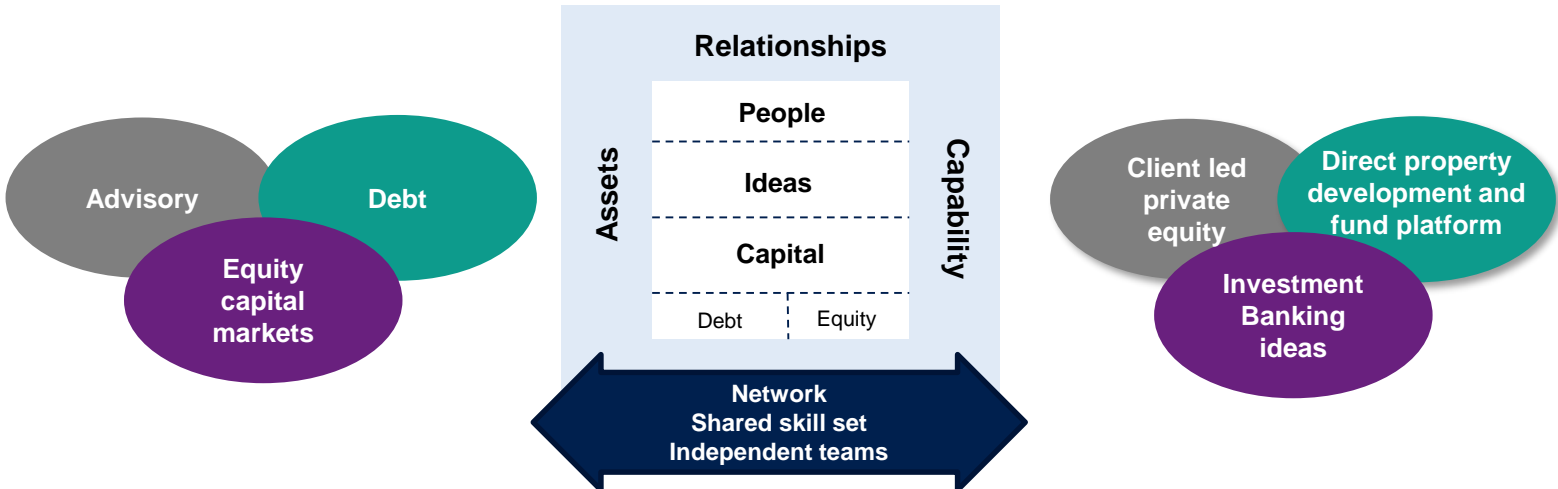 Advisory
Debt
Equity
capital
markets
Relationships
Assets
People
Ideas
Capital
Debt
Equity
Capability
Network
Shared skill set
Independent teams
Client led
private
equity
Direct property
development and
fund platform
Investment
Banking
ideas